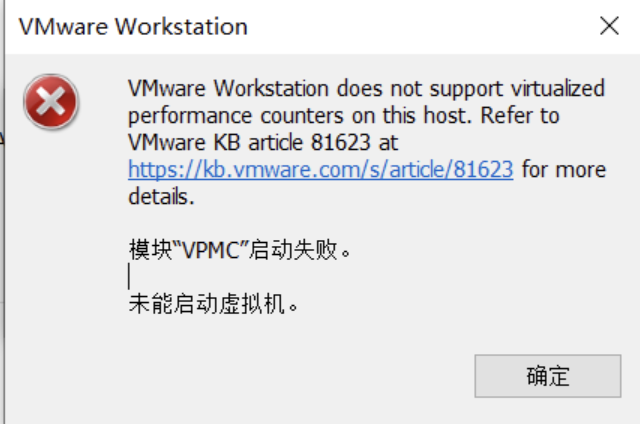 VMware Workstation
VMware Workstation does not support virtualized
performance counters on this host. Refer to
VMware KB article 81623 at
https://kb.vmware.com/s/article/81623 for more
details.
模块“VPMC”启动失败。
未能启动虚拟机。
确定